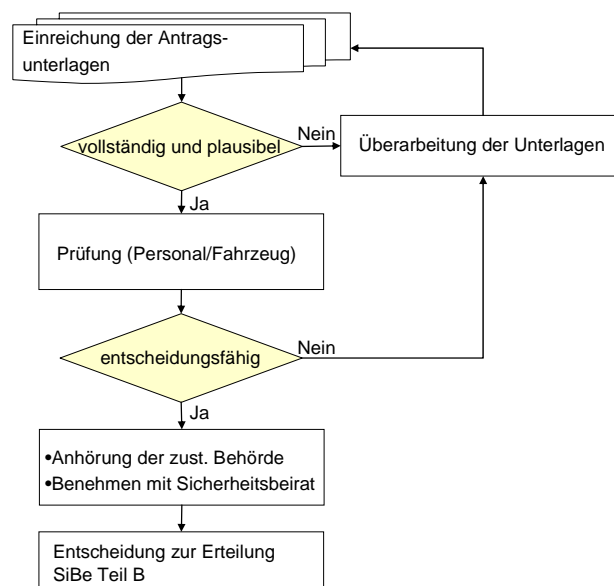 Einreichung der Antrags-
unterlagen
vollständig und plausibel
Nein
Überarbeitung der Unterlagen
Ja
Prüfung (Personal/Fahrzeug)
entscheidungsfähig
Nein
Ja
•Anhörung der zust. Behörde
•Benehmen mit Sicherheitsbeirat
Entscheidung zur Erteilung
SiBe Teil B